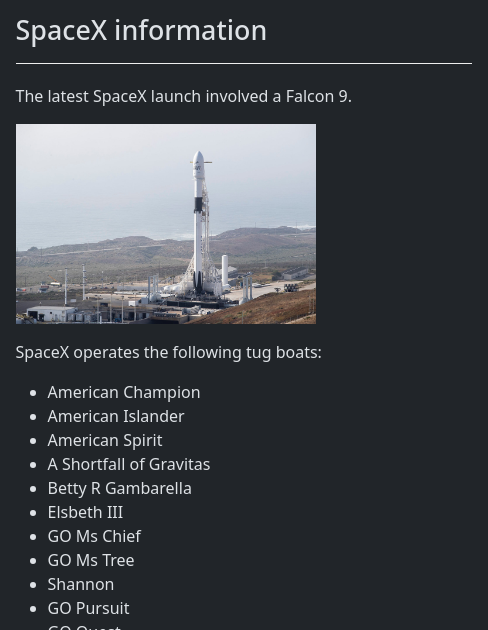 SpaceX information
The latest SpaceX launch involved a Falcon 9.
SpaceX operates the following tug boats:
American Champion
American Islander
American Spirit
A Shortfall of Gravitas
Betty R Gambarella
Elsbeth III
GO Ms Chief
GO Ms Tree
Shannon
GO Pursuit